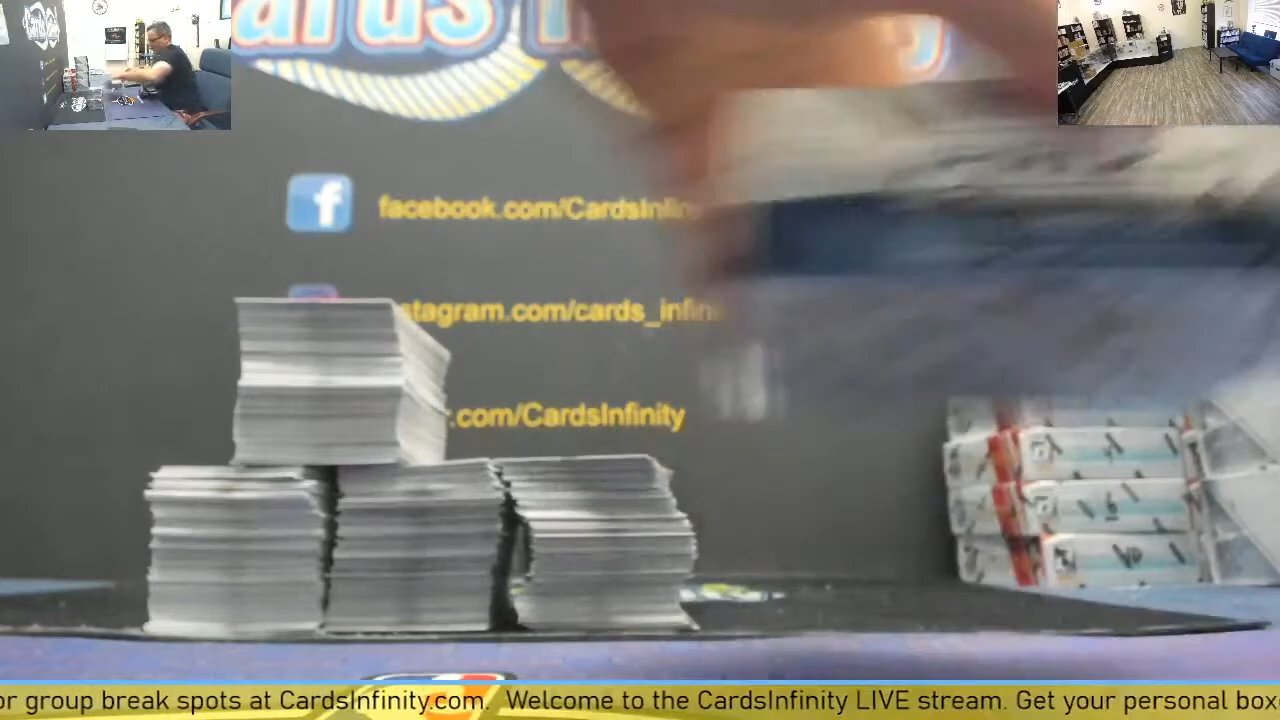 facebook.com/CardsInfin
stagram.com/cards_infin
.com/CardsInfinity
or group break spots at CardsInfinity.com. Welcome to the CardsInfinity LIVE stream. Get your personal box